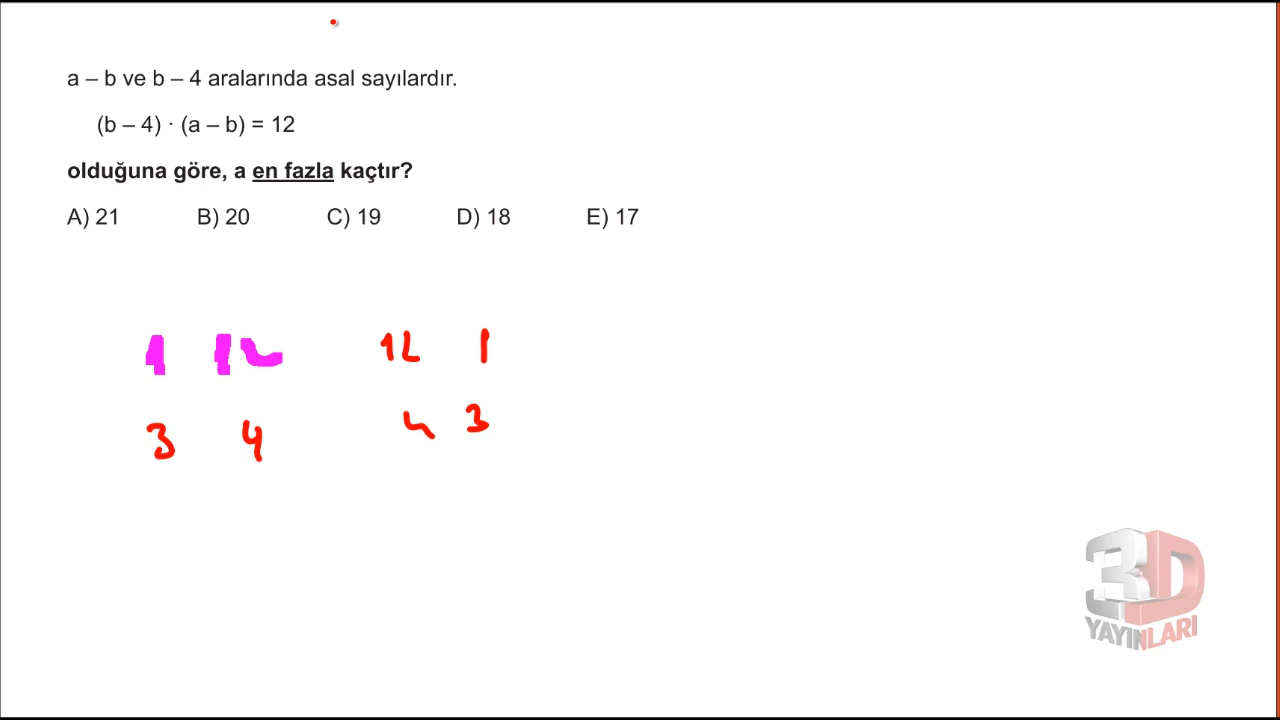 a – b ve b – 4 aralarında asal sayılardır.
(b – 4) · (a – b) = 12
olduğuna göre, a en fazla kaçtır?
A) 21 B) 20 C) 19 D) 18 E) 17
1 12 12 1
3 4 4 3
3D
YAYINLARI